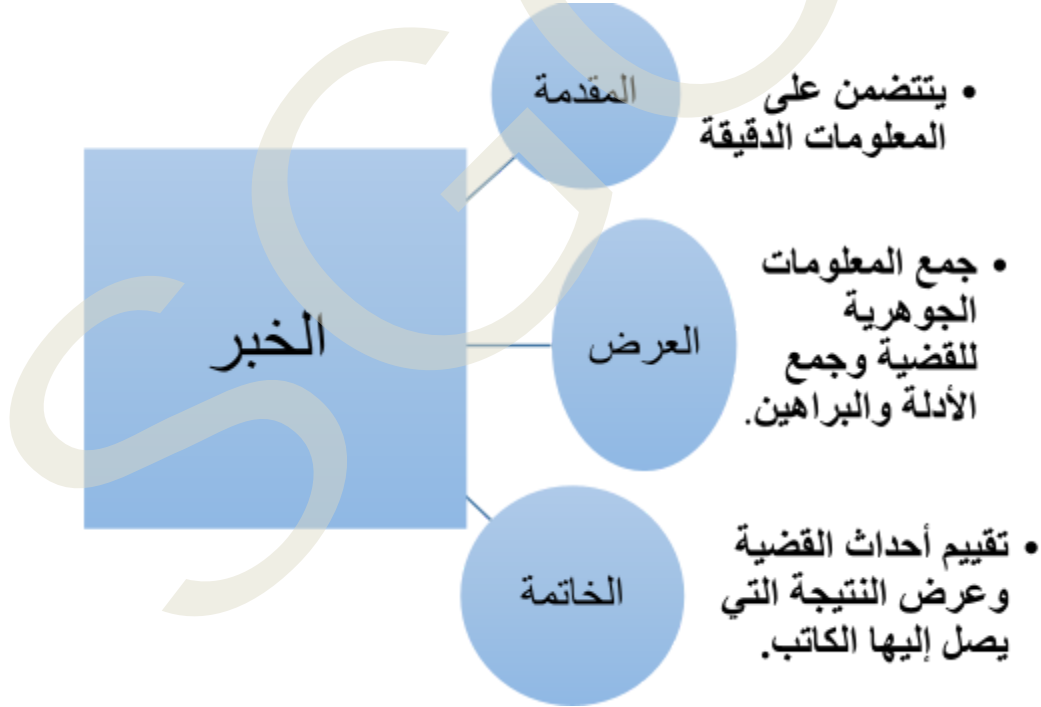 المقدمة
• يتتضمن على
المعلومات الدقيقة
الخبر
العرض
• جمع المعلومات
الجوهرية
للقضية وجمع
الأدلة والبراهين.
الخاتمة
• تقييم أحداث القضية
وعرض النتيجة التي
يصل إليها الكاتب.